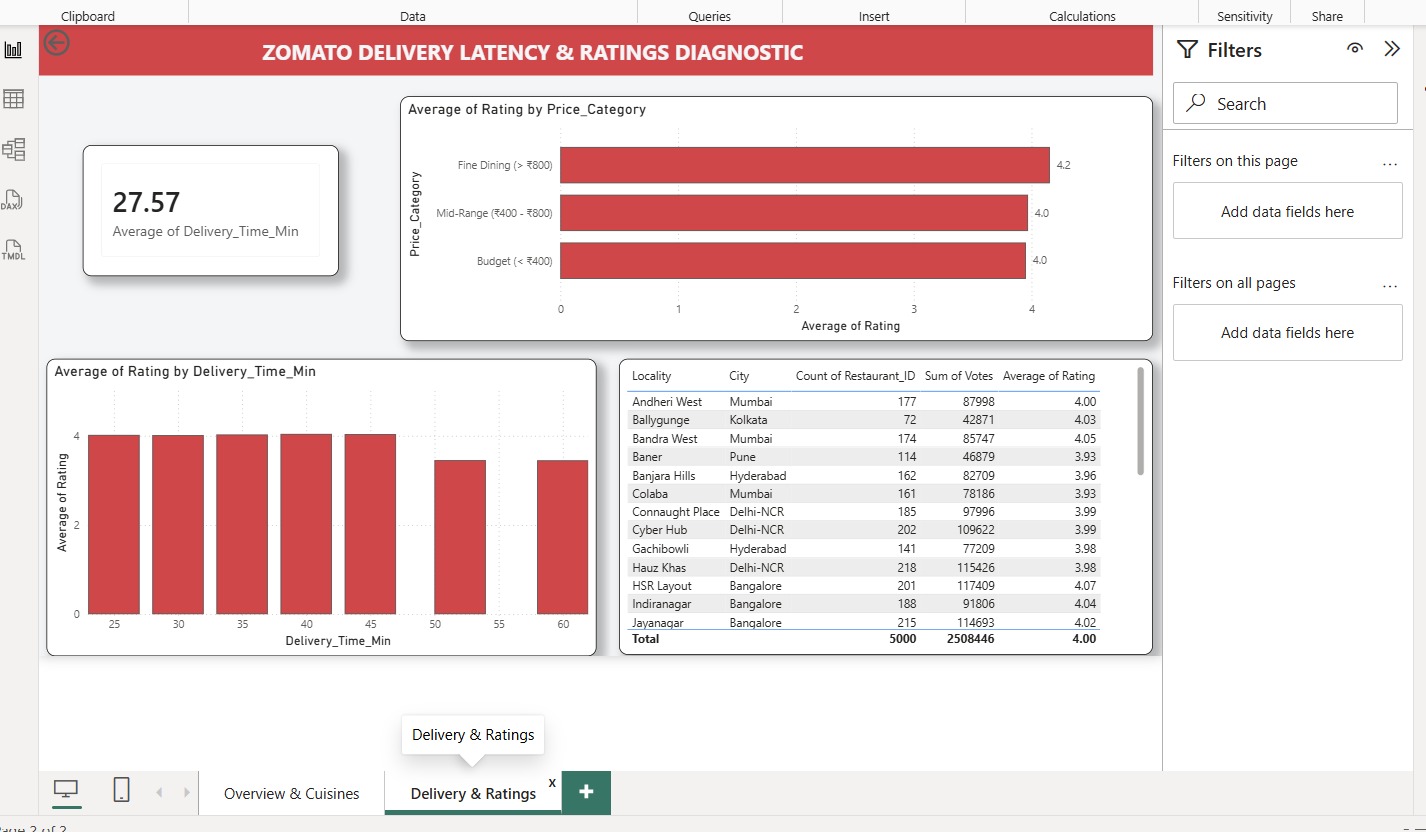 Clipboard Data Queries Insert Calculations Sensitivity Share
ZOMATO DELIVERY LATENCY & RATINGS DIAGNOSTIC
DAX
TMDL
27.57
Average of Delivery_Time_Min
Average of Rating by Price_Category
Price_Category
Fine Dining (> ₹800) 4.2
Mid-Range (₹400 - ₹800) 4.0
Budget (< ₹400) 4.0
0 1 2 3 4
Average of Rating
Average of Rating by Delivery_Time_Min
Average of Rating
4
2
0
25 30 35 40 45 50 55 60
Delivery_Time_Min
Locality City Count of Restaurant_ID Sum of Votes Average of Rating
Andheri West Mumbai 177 87998 4.00
Ballygunge Kolkata 72 42871 4.03
Bandra West Mumbai 174 85747 4.05
Baner Pune 114 46879 3.93
Banjara Hills Hyderabad 162 82709 3.96
Colaba Mumbai 161 78186 3.93
Connaught Place Delhi-NCR 185 97996 3.99
Cyber Hub Delhi-NCR 202 109622 3.99
Gachibowli Hyderabad 141 77209 3.98
Hauz Khas Delhi-NCR 218 115426 3.98
HSR Layout Bangalore 201 117409 4.07
Indiranagar Bangalore 188 91806 4.04
Jayanagar Bangalore 215 114693 4.02
Total 5000 2508446 4.00
Filters
Search
Filters on this page ...
Add data fields here
Filters on all pages ...
Add data fields here
Delivery & Ratings
Overview & Cuisines
Delivery & Ratings x
+
Page 2 of 2